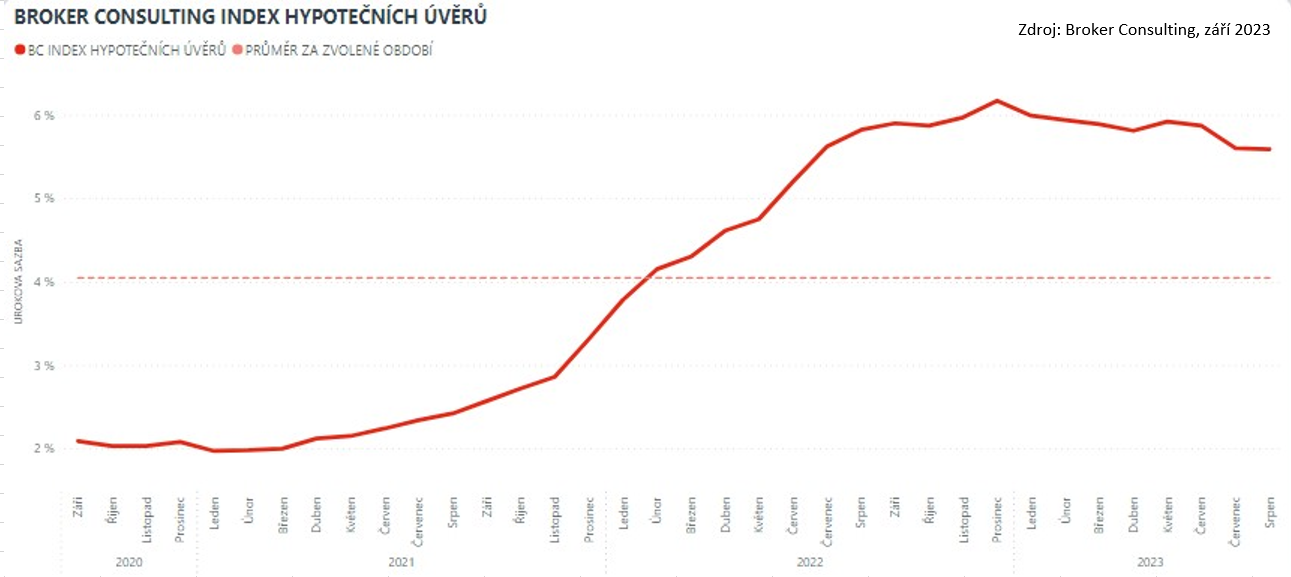 BROKER CONSULTING INDEX HYPOTEČNÍCH ÚVĚRŮ
Zdroj: Broker Consulting, září 2023
BC INDEX HYPOTEČNÍCH ÚVĚRŮ PRŮMĚR ZA ZVOLENÉ OBDOBÍ
6 %
5 %
4 %
3 %
2 %
ÚROKOVÁ SAZBA
Září Říjen Listopad Prosinec Leden Únor Březen Duben Květen Červen Červenec Srpen Září Říjen Listopad Prosinec Leden Únor Březen Duben Květen Červen Červenec Srpen Září Říjen Listopad Prosinec Leden Únor Březen Duben Květen Červen Červenec Srpen
2020 2021 2022 2023